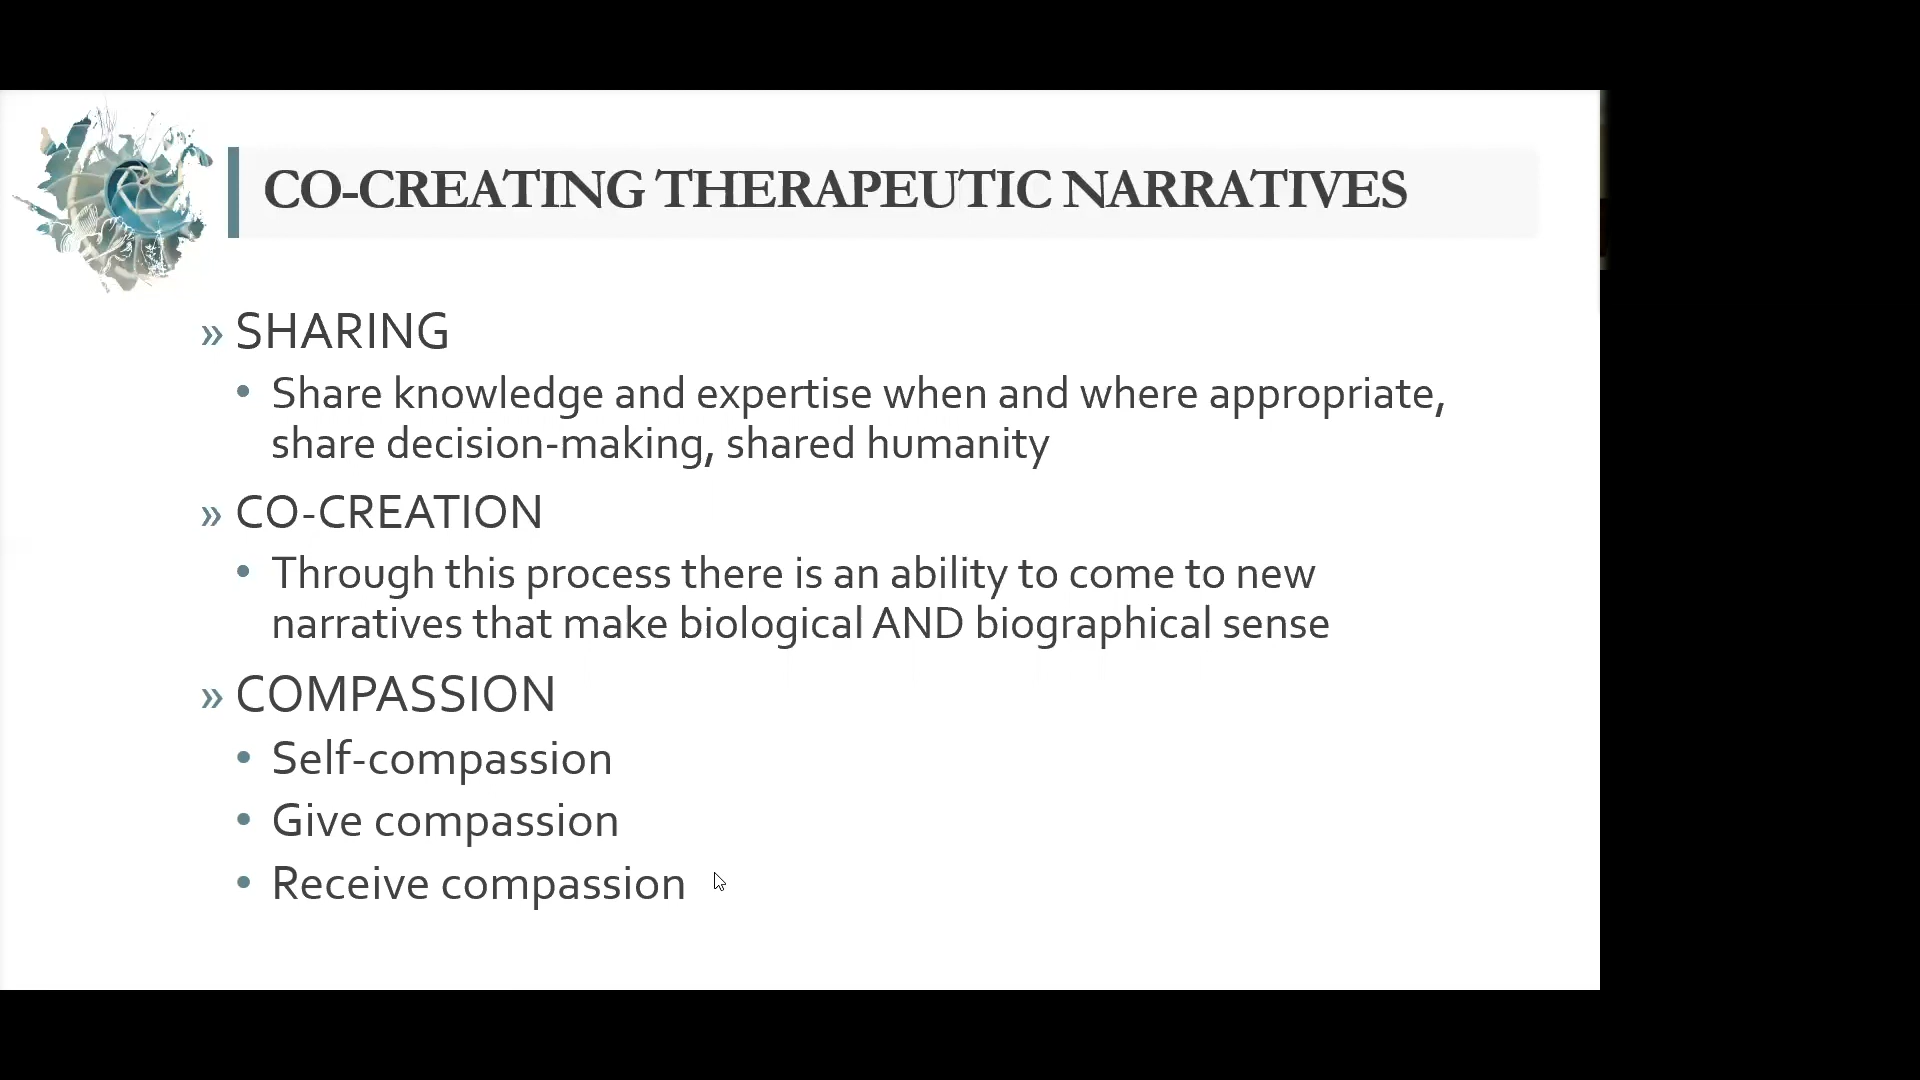 CO-CREATING THERAPEUTIC NARRATIVES
» SHARING
• Share knowledge and expertise when and where appropriate,
share decision-making, shared humanity
» CO-CREATION
• Through this process there is an ability to come to new
narratives that make biological AND biographical sense
» COMPASSION
• Self-compassion
• Give compassion
• Receive compassion